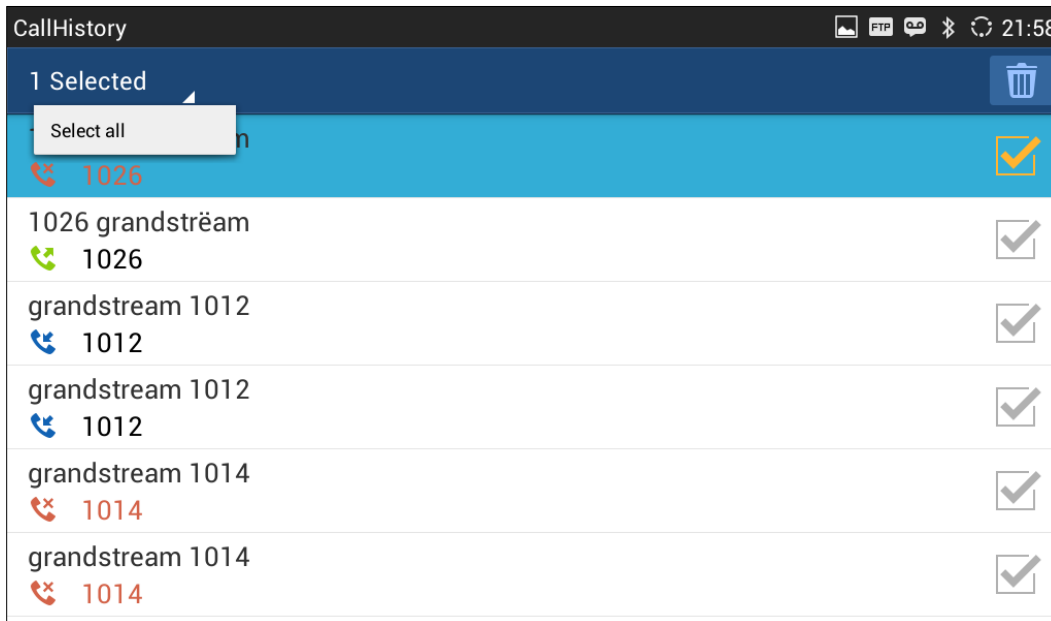 CallHistory
FTP
21:58
1 Selected
Select all
1026
1026 grandstrëam
1026
grandstream 1012
1012
grandstream 1012
1012
grandstream 1014
1014
grandstream 1014
1014